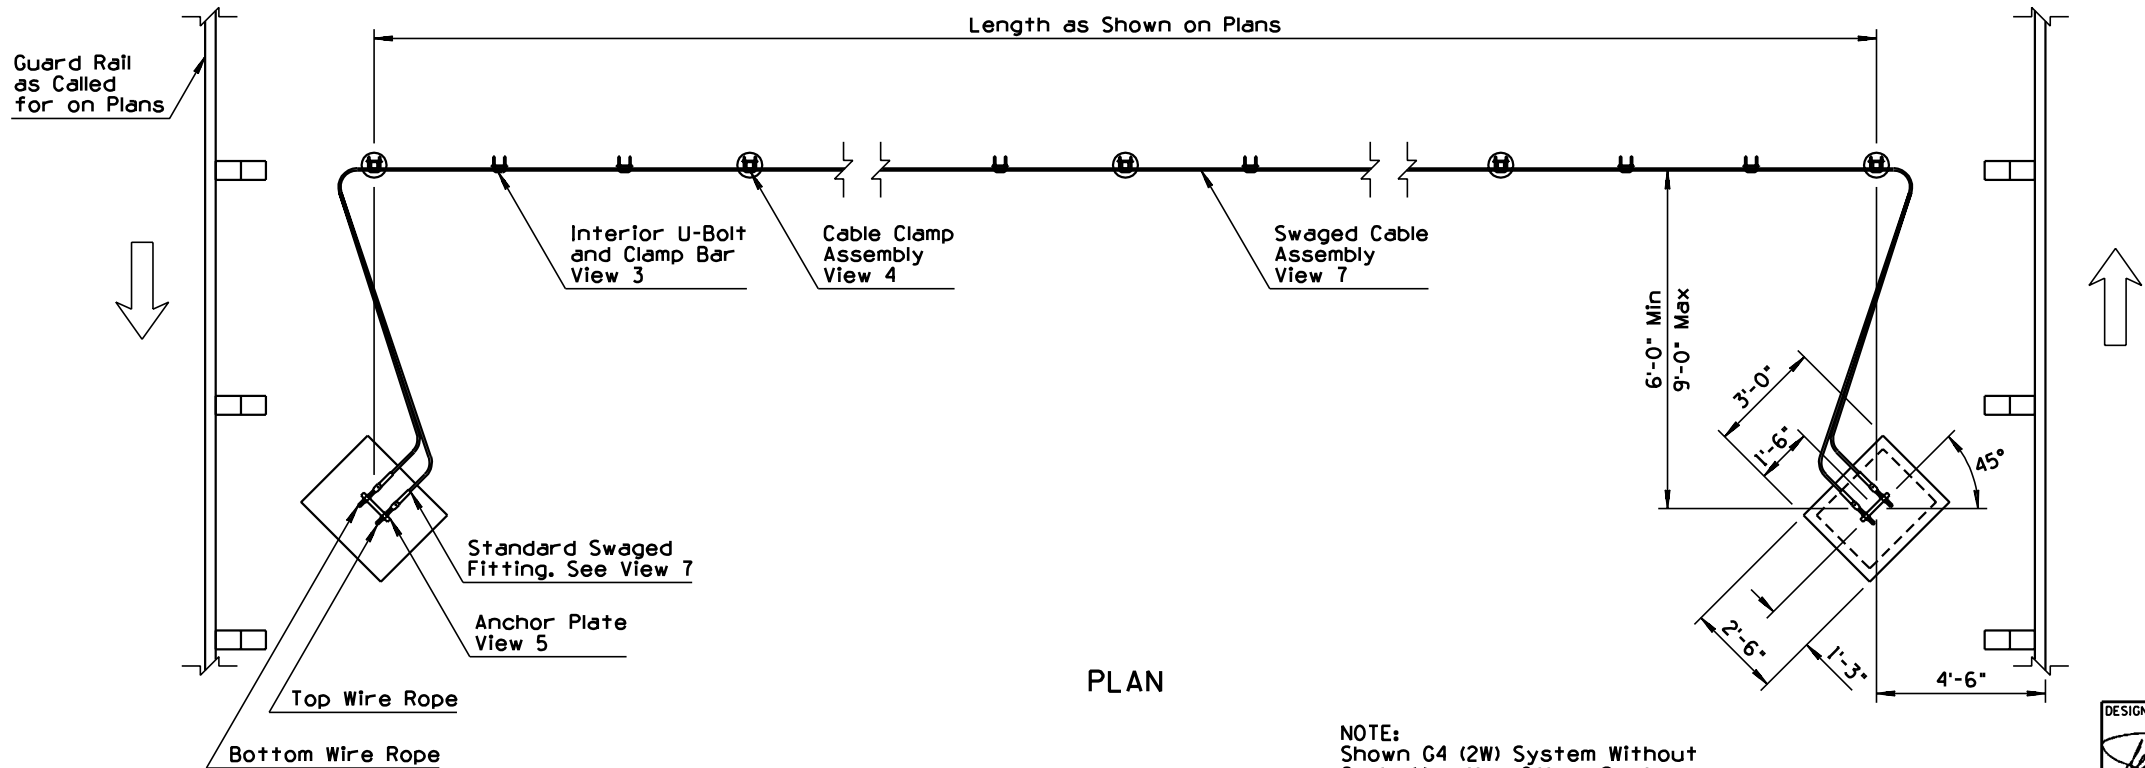 Length as Shown on Plans
Guard Rail
as Called
for on Plans
Interior U-Bolt
and Clamp Bar
View 3
Cable Clamp
Assembly
View 4
Swaged Cable
Assembly
View 7
6'-0" Min
9'-0" Max
3'-0"
1'-6"
45°
Standard Swaged
Fitting. See View 7
Anchor Plate
View 5
2'-6"
1'-3"
4'-6"
PLAN
Top Wire Rope
Bottom Wire Rope
NOTE:
Shown G4 (2W) System Without
DESIGN